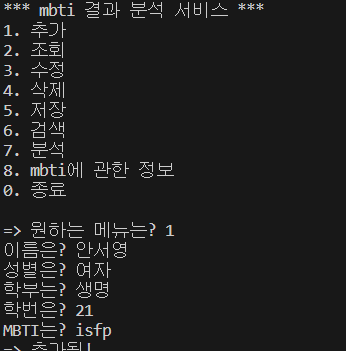 *** mbti 결과 분석 서비스 ***
1. 추가
2. 조회
3. 수정
4. 삭제
5. 저장
6. 검색
7. 분석
8. mbti에 관한 정보
0. 종료
=> 원하는 메뉴는? 1
이름은? 안서영
성별은? 여자
학부는? 생명
학번은? 21
MBTI는? isfp
=> 추가됨!